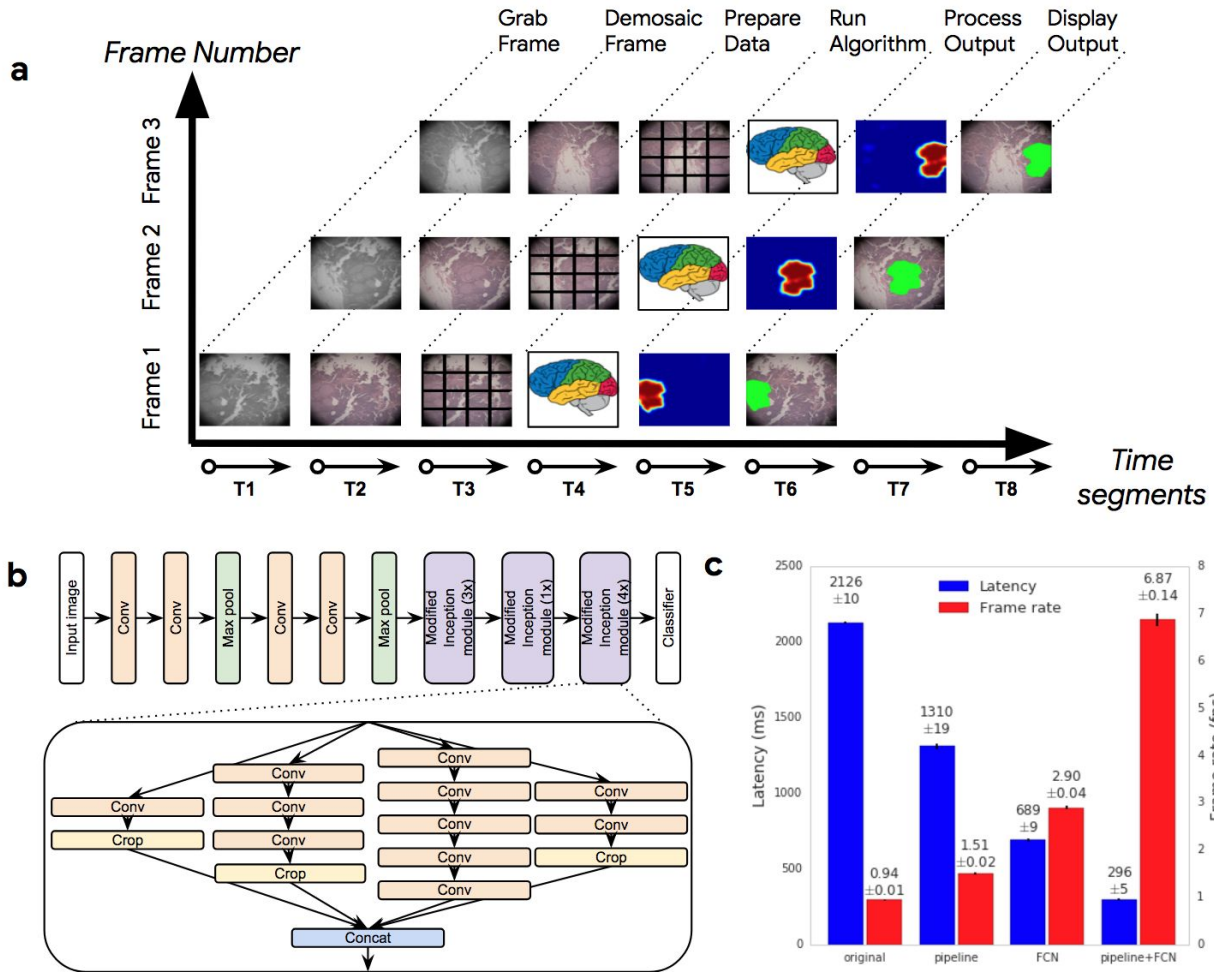 a
Frame Number
Grab
Frame
Demosaic
Frame
Prepare
Data
Run
Algorithm
Process
Output
Display
Output
Frame 3
Frame 2
Frame 1
T1
T2
T3
T4
T5
T6
T7
T8
Time
segments
b
Input image
Conv
Conv
Max pool
Conv
Conv
Max pool
Modified
Inception
module (3x)
Modified
Inception
module (1x)
Modified
Inception
module (4x)
Classifier
Conv
Crop
Conv
Conv
Conv
Crop
Conv
Conv
Conv
Conv
Conv
Conv
Conv
Crop
Concat
c
Latency
Frame rate
Latency (ms)
2500
2000
1500
1000
500
0
2126
±10
0.94
±0.01
1310
±19
1.51
±0.02
689
±9
2.90
±0.04
296
±5
6.87
±0.14
8
7
6
5
4
3
2
1
0
Frame rate (fps)
original
pipeline
FCN
pipeline+FCN